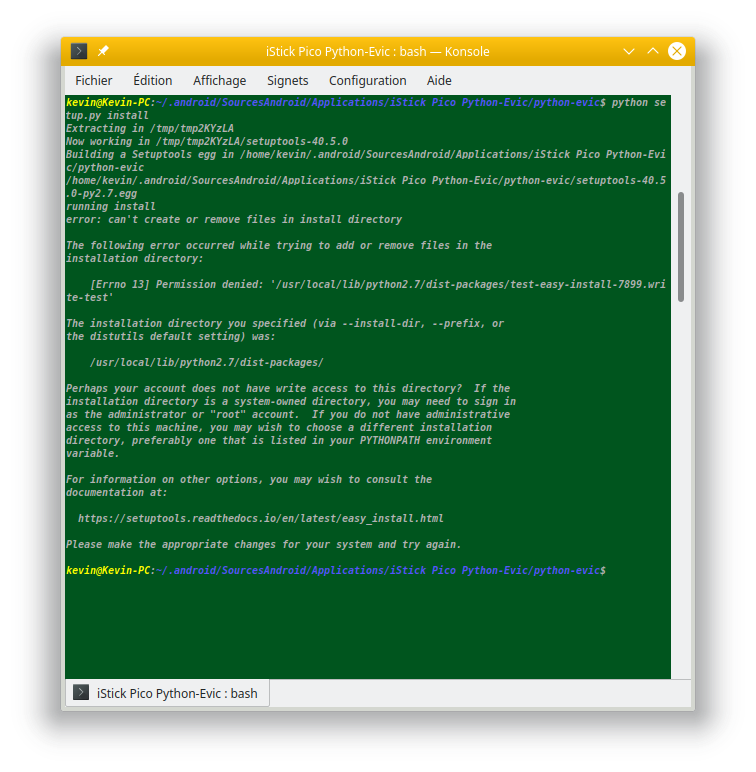 iStick Pico Python-Evic : bash — Konsole
Fichier Édition Affichage Signets Configuration Aide
kevin@Kevin-PC:~/.android/SourcesAndroid/Applications/iStick Pico Python-Evic/python-evic$ python se
tup.py install
Extracting in /tmp/tmp2KYzLA
Now working in /tmp/tmp2KYzLA/setuptools-40.5.0
Building a Setuptools egg in /home/kevin/.android/SourcesAndroid/Applications/iStick Pico Python-Evi
c/python-evic
/home/kevin/.android/SourcesAndroid/Applications/iStick Pico Python-Evic/python-evic/setuptools-40.5
.0-py2.7.egg
running install
error: can't create or remove files in install directory
The following error occurred while trying to add or remove files in the
installation directory:
[Errno 13] Permission denied: '/usr/local/lib/python2.7/dist-packages/test-easy-install-7899.wri
te-test'
The installation directory you specified (via --install-dir, --prefix, or
the distutils default setting) was:
/usr/local/lib/python2.7/dist-packages/
Perhaps your account does not have write access to this directory?  If the
installation directory is a system-owned directory, you may need to sign in
as the administrator or "root" account.  If you do not have administrative
access to this machine, you may wish to choose a different installation
directory, preferably one that is listed in your PYTHONPATH environment
variable.
For information on other options, you may wish to consult the
documentation at:
https://setuptools.readthedocs.io/en/latest/easy_install.html
Please make the appropriate changes for your system and try again.
kevin@Kevin-PC:~/.android/SourcesAndroid/Applications/iStick Pico Python-Evic/python-evic$
iStick Pico Python-Evic : bash